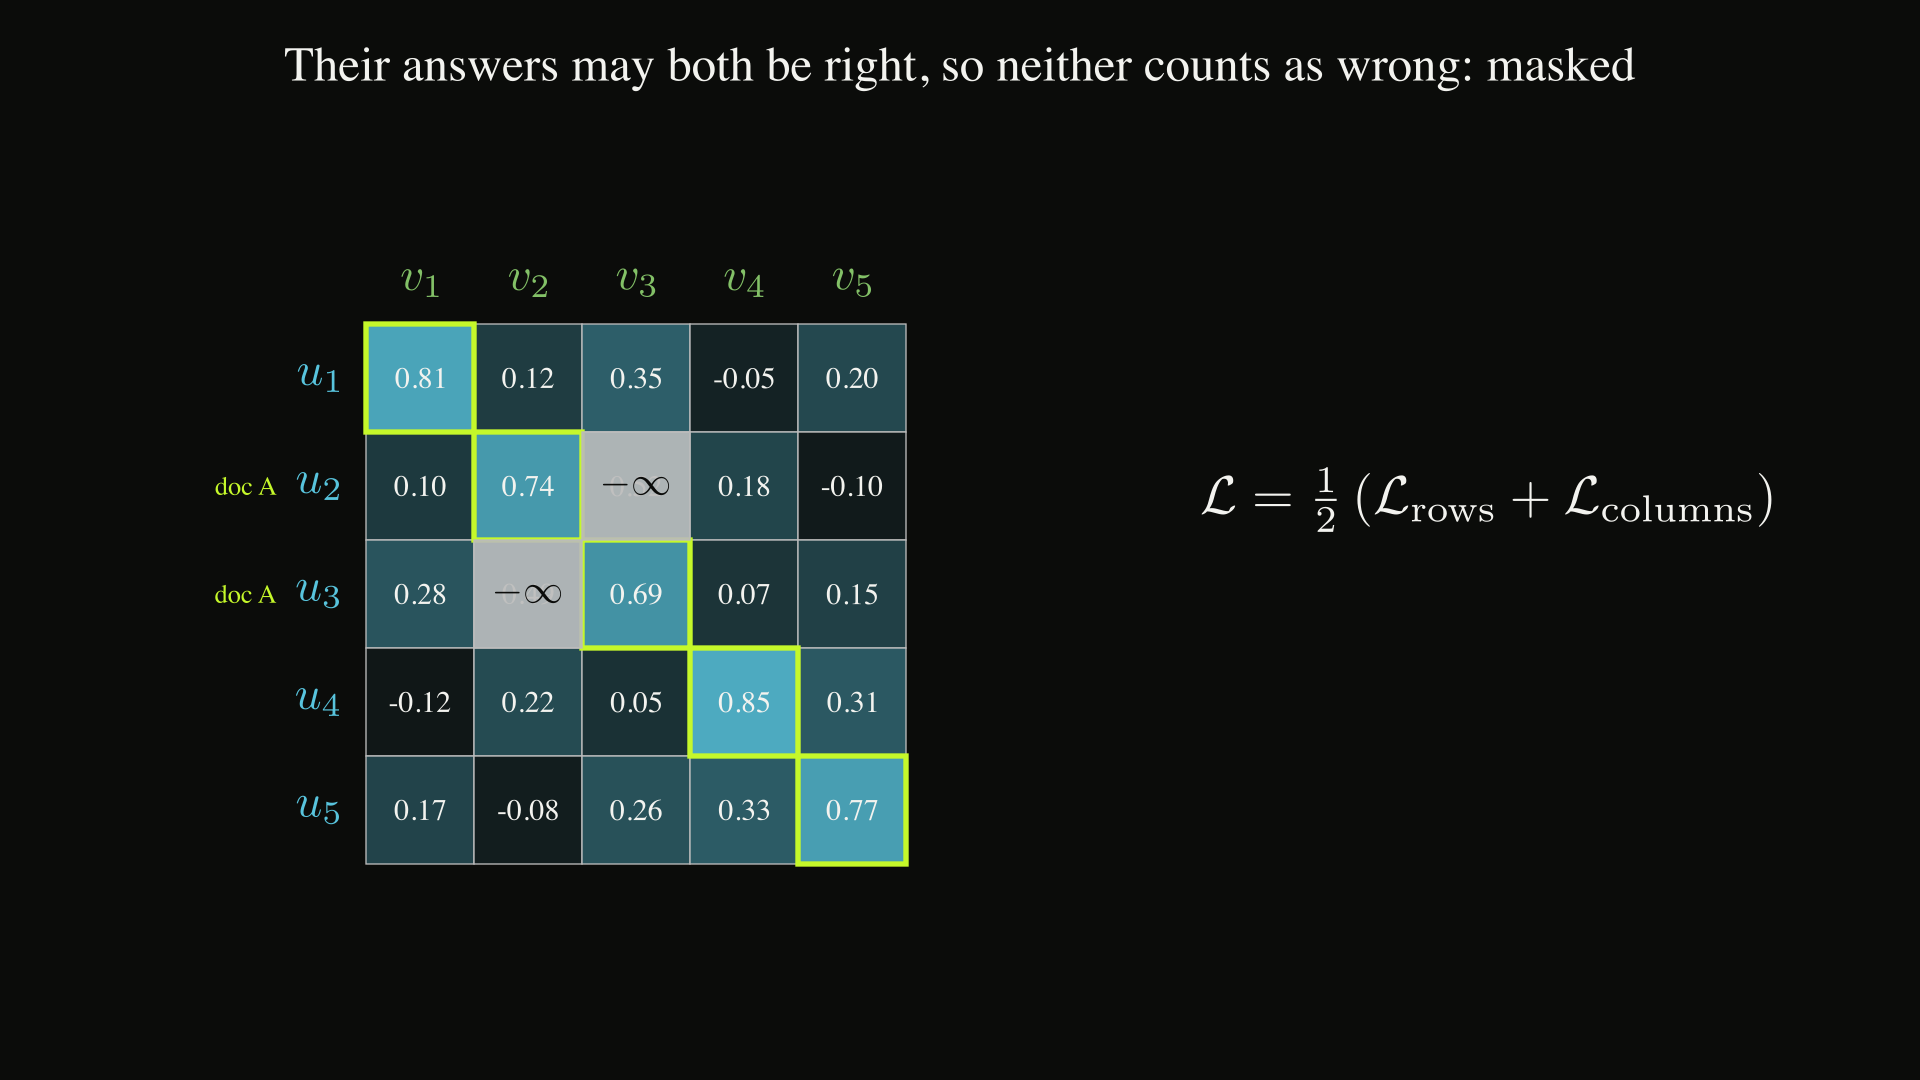 Their answers may both be right, so neither counts as wrong: masked
v₁ v₂ v₃ v₄ v₅
u₁ 0.81 0.12 0.35 -0.05 0.20
doc A u₂ 0.10 0.74 −∞ 0.18 -0.10
doc A u₃ 0.28 −∞ 0.69 0.07 0.15
u₄ -0.12 0.22 0.05 0.85 0.31
u₅ 0.17 -0.08 0.26 0.33 0.77
ℒ = ½ (ℒ_rows + ℒ_columns)